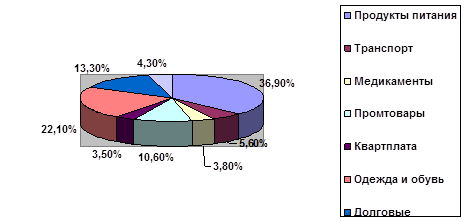 4,30%
13,30%
36,90%
22,10%
5,60%
3,50%
10,60%
3,80%
Продукты питания
Транспорт
Медикаменты
Промтовары
Квартплата
Одежда и обувь
Долговые